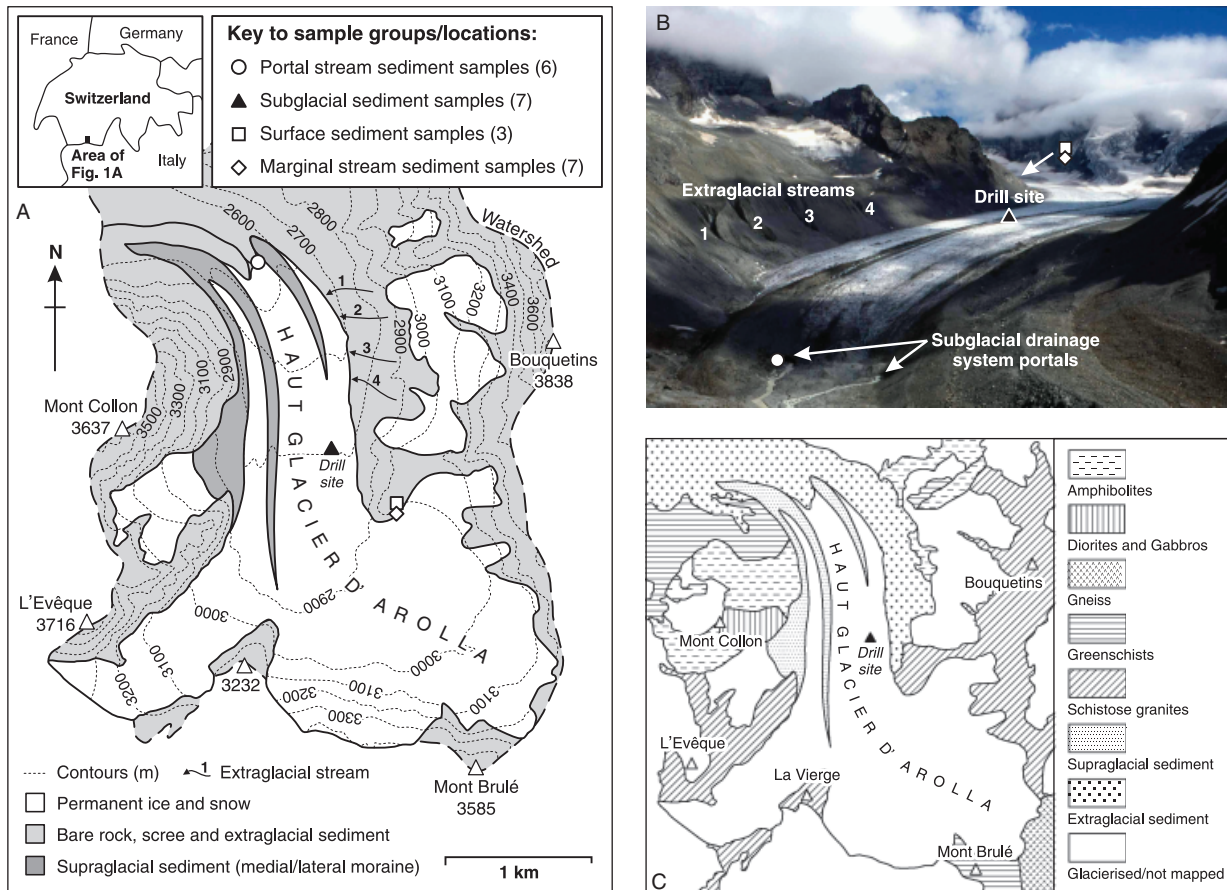 France
Germany
Switzerland
Area of
Fig. 1A
Italy
Key to sample groups/locations:
Portal stream sediment samples (6)
Subglacial sediment samples (7)
Surface sediment samples (3)
Marginal stream sediment samples (7)
A
N
2600
2800
2700
Watershed
3100
3200
3400
3600
2900
3000
1
2
3
4
Bouquetins
3838
2900
3100
3300
3500
Mont Collon
3637
HAUT GLACIER D'AROLLA
Drill
site
L'Evêque
3716
3000
2900
3100
3200
3232
3000
3100
3200
3300
3100
Mont Brulé
3585
Contours (m)
1 Extraglacial stream
Permanent ice and snow
Bare rock, scree and extraglacial sediment
Supraglacial sediment (medial/lateral moraine)
1 km
B
Extraglacial streams
1 2 3 4
Drill site
Subglacial drainage
system portals
C
Bouquetins
Mont Collon
HAUT GLACIER D'AROLLA
Drill
site
L'Evêque
La Vierge
Mont Brulé
Amphibolites
Diorites and Gabbros
Gneiss
Greenschists
Schistose granites
Supraglacial sediment
Extraglacial sediment
Glacierised/not mapped